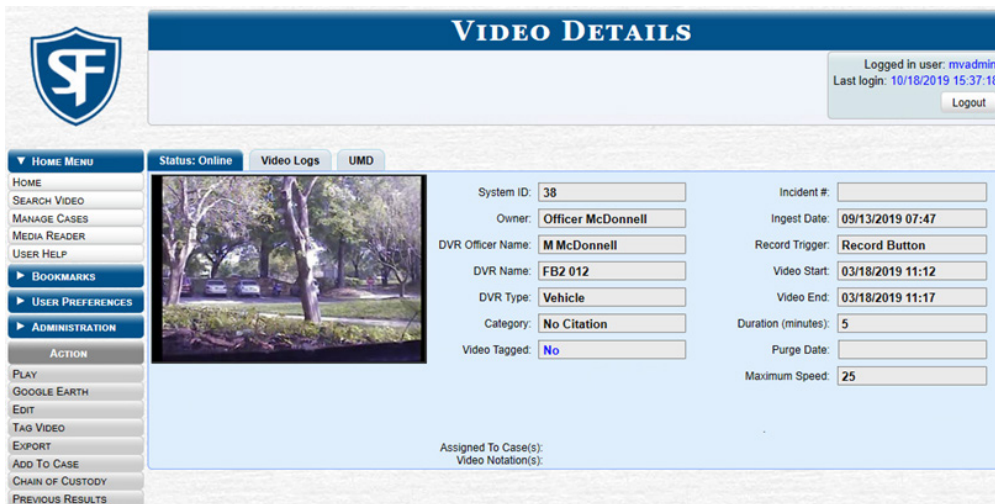 VIDEO DETAILS
SF
Logged in user: mvadmin
Last login: 10/18/2019 15:37:18
Logout
▼ HOME MENU
HOME
SEARCH VIDEO
MANAGE CASES
MEDIA READER
USER HELP
► BOOKMARKS
► USER PREFERENCES
► ADMINISTRATION
ACTION
PLAY
GOOGLE EARTH
EDIT
TAG VIDEO
EXPORT
ADD TO CASE
CHAIN OF CUSTODY
PREVIOUS RESULTS
Status: Online Video Logs UMD
System ID: 38
Owner: Officer McDonnell
DVR Officer Name: M McDonnell
DVR Name: FB2 012
DVR Type: Vehicle
Category: No Citation
Video Tagged: No
Incident #:
Ingest Date: 09/13/2019 07:47
Record Trigger: Record Button
Video Start: 03/18/2019 11:12
Video End: 03/18/2019 11:17
Duration (minutes): 5
Purge Date:
Maximum Speed: 25
Assigned To Case(s):
Video Notation(s):